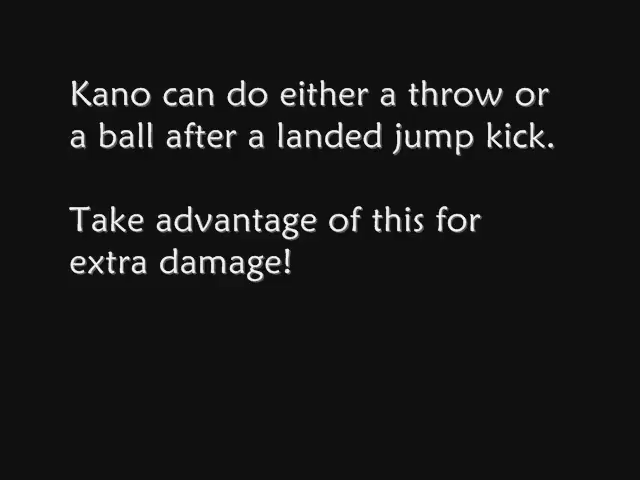 Kano can do either a throw or
a ball after a landed jump kick.
Take advantage of this for
extra damage!